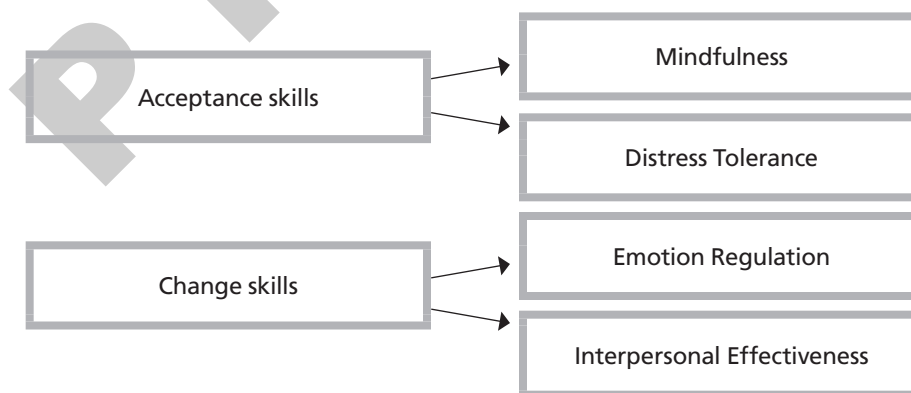 Acceptance skills
Mindfulness
Distress Tolerance
Change skills
Emotion Regulation
Interpersonal Effectiveness